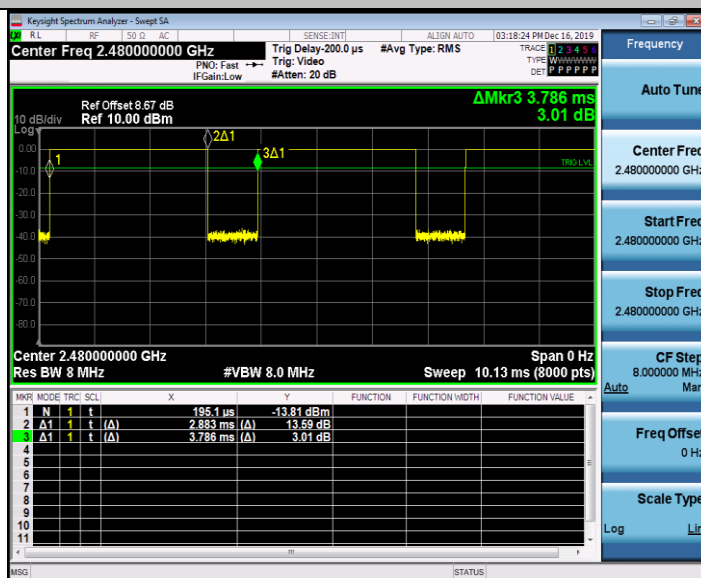 Keysight Spectrum Analyzer - Swept SA
RL RF 50 Ω AC SENSE:INT ALIGN AUTO 03:18:24 PM Dec 16, 2019
Center Freq 2.480000000 GHz
PNO: Fast
IFGain:Low
Trig Delay-200.0 µs
Trig: Video
#Atten: 20 dB
#Avg Type: RMS
TRACE 1 2 3 4 5 6
TYPE WWWWWW
DET P P P P P P
Frequency
ΔMkr3 3.786 ms
3.01 dB
Ref Offset 8.67 dB
10 dB/div Ref 10.00 dBm
Log
0.00
-10.0
-20.0
-30.0
-40.0
-50.0
-60.0
-70.0
-80.0
1
2Δ1
3Δ1
TRIG LVL
Center 2.480000000 GHz Span 0 Hz
Res BW 8 MHz #VBW 8.0 MHz Sweep 10.13 ms (8000 pts)
MKR MODE TRC SCL X Y FUNCTION FUNCTION WIDTH FUNCTION VALUE
1 N 1 t 195.1 µs -13.81 dBm
2 Δ1 1 t (Δ) 2.883 ms (Δ) 13.59 dB
3 Δ1 1 t (Δ) 3.786 ms (Δ) 3.01 dB
4
5
6
7
8
9
10
11
MSG STATUS
Auto Tune
Center Freq
2.480000000 GHz
Start Freq
2.480000000 GHz
Stop Freq
2.480000000 GHz
CF Step
8.000000 MHz
Auto Man
Freq Offset
0 Hz
Scale Type
Log Lin